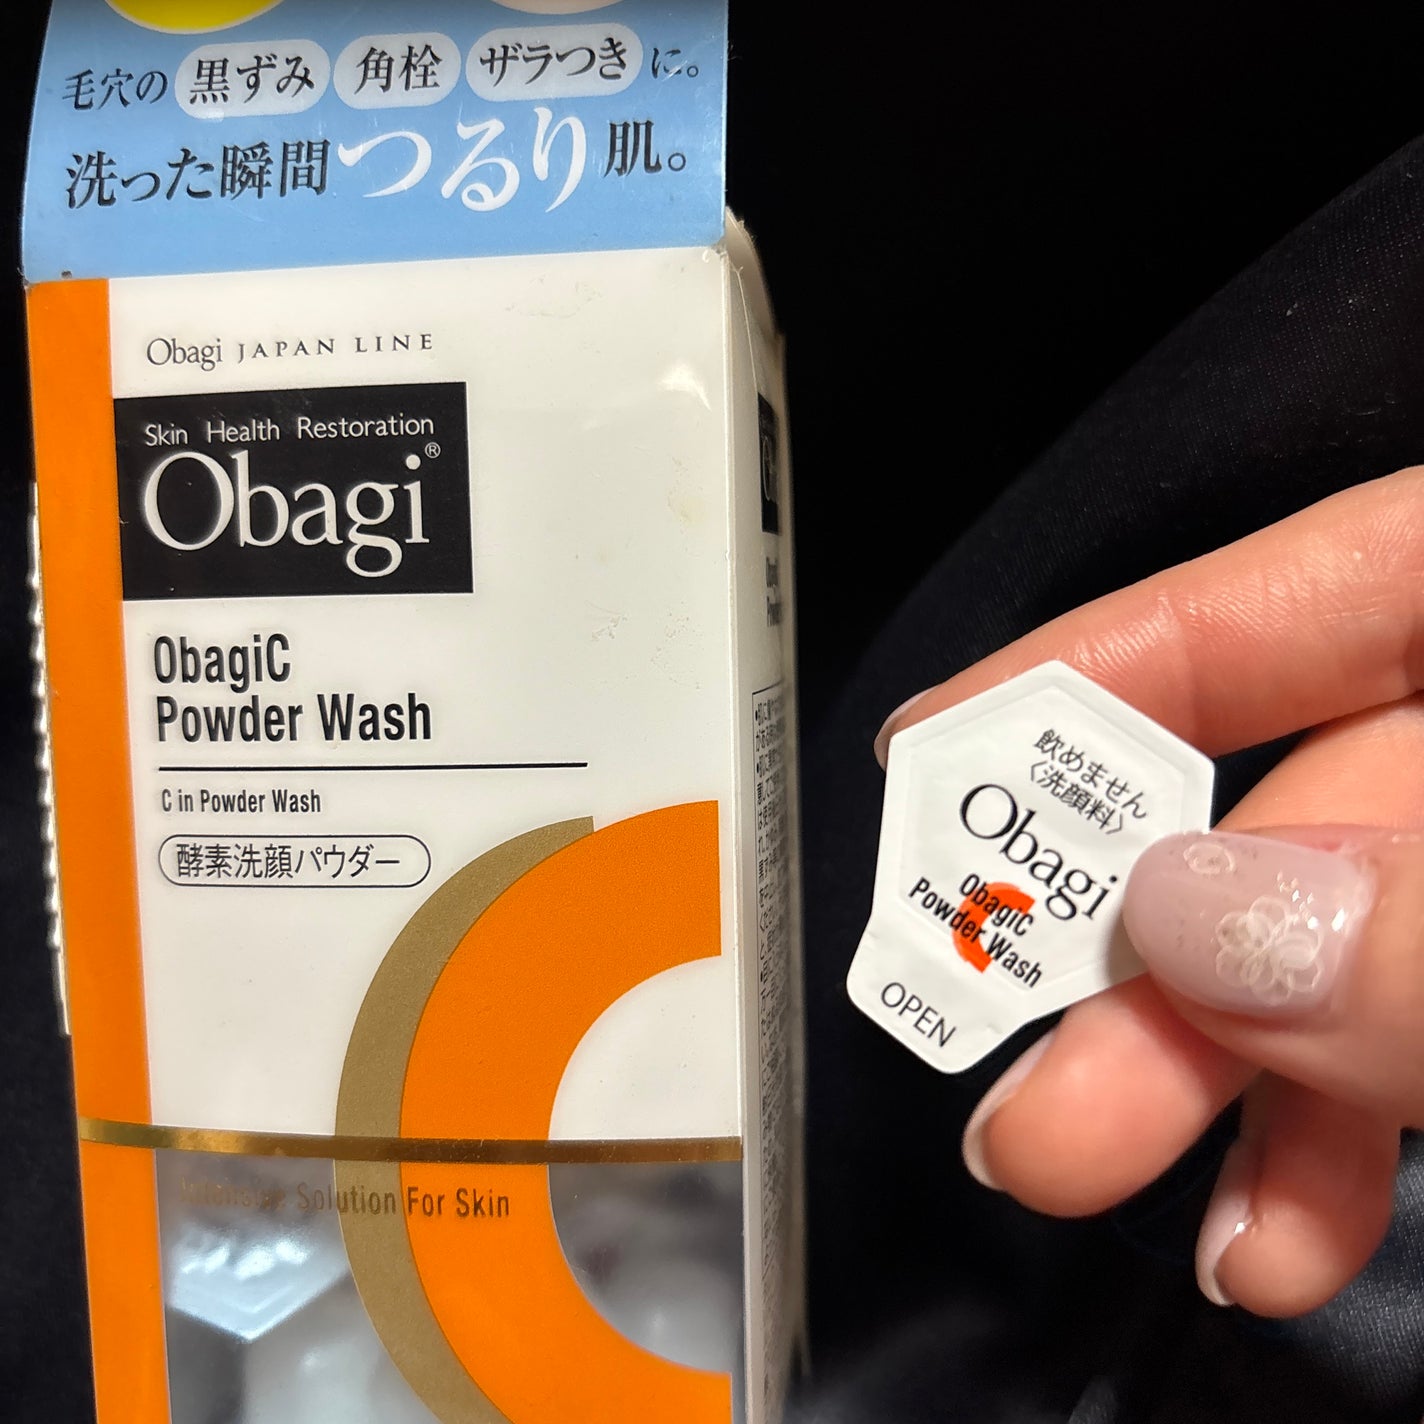 毛穴の 黒ずみ 角栓 ザラつき に。
洗った瞬間つるり肌。
Obagi JAPAN LINE
Skin Health Restoration
Obagi®
ObagiC
Powder Wash
C in Powder Wash
酵素洗顔パウダー
Intensive Solution For Skin
飲めません
〈洗顔料〉
Obagi
ObagiC
Powder Wash
OPEN